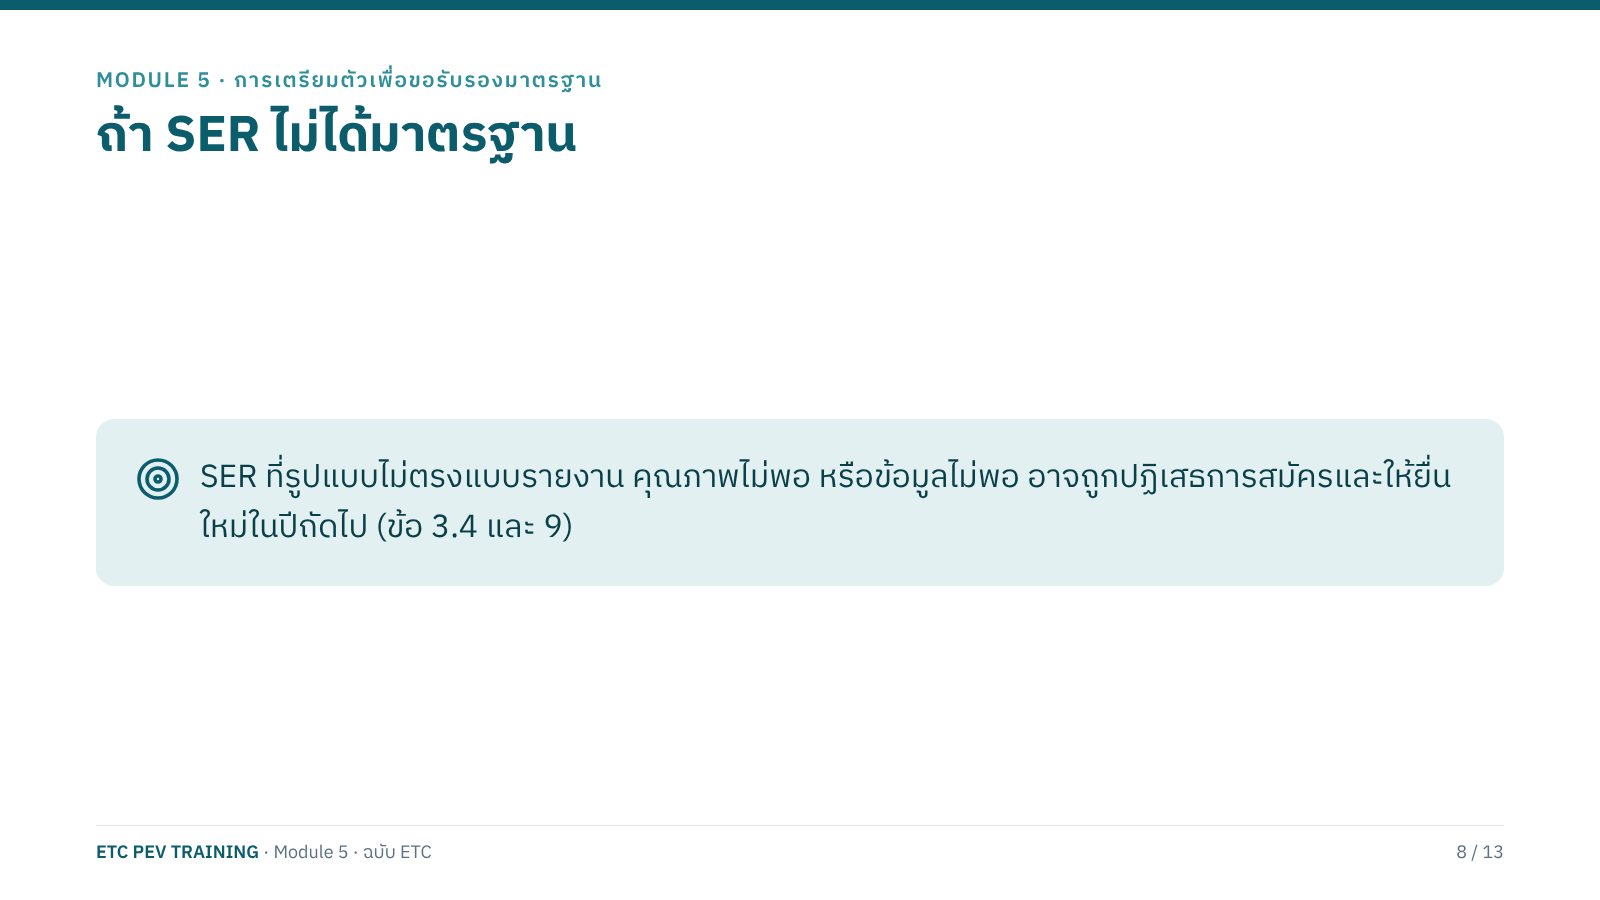 MODULE 5 · การเตรียมตัวเพื่อขอรับรองมาตรฐาน
ถ้า SER ไม่ได้มาตรฐาน
SER ที่รูปแบบไม่ตรงแบบรายงาน คุณภาพไม่พอ หรือข้อมูลไม่พอ อาจถูกปฏิเสธการสมัครและให้ยื่น
ใหม่ในปีถัดไป (ข้อ 3.4 และ 9)
ETC PEV TRAINING · Module 5 · ฉบับ ETC
8 / 13